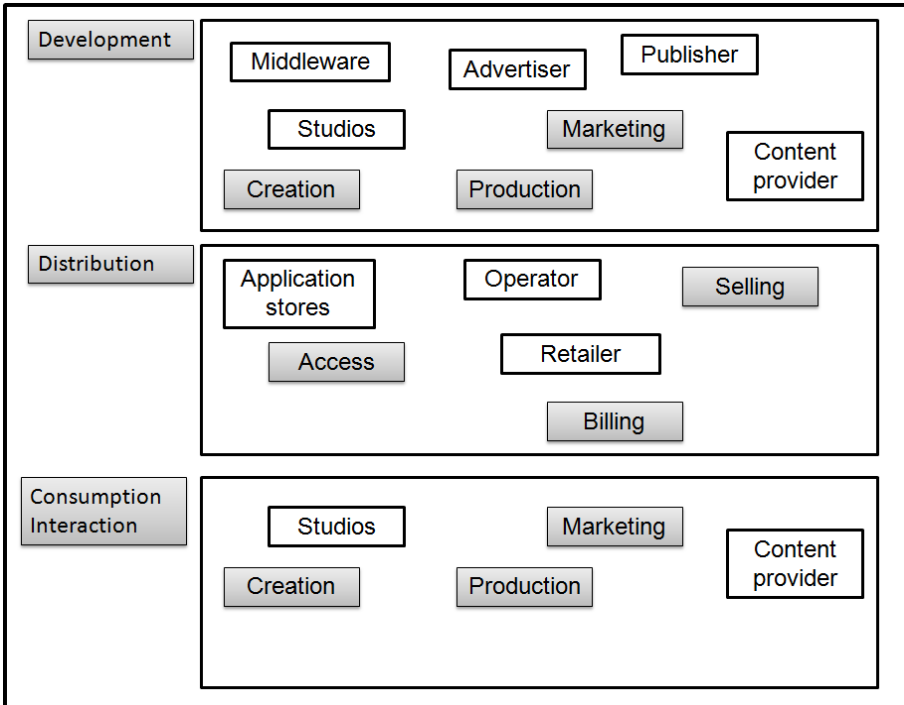 Development
Middleware
Advertiser
Publisher
Studios
Marketing
Content
provider
Creation
Production
Distribution
Application
stores
Operator
Selling
Access
Retailer
Billing
Consumption
Interaction
Studios
Marketing
Content
provider
Creation
Production